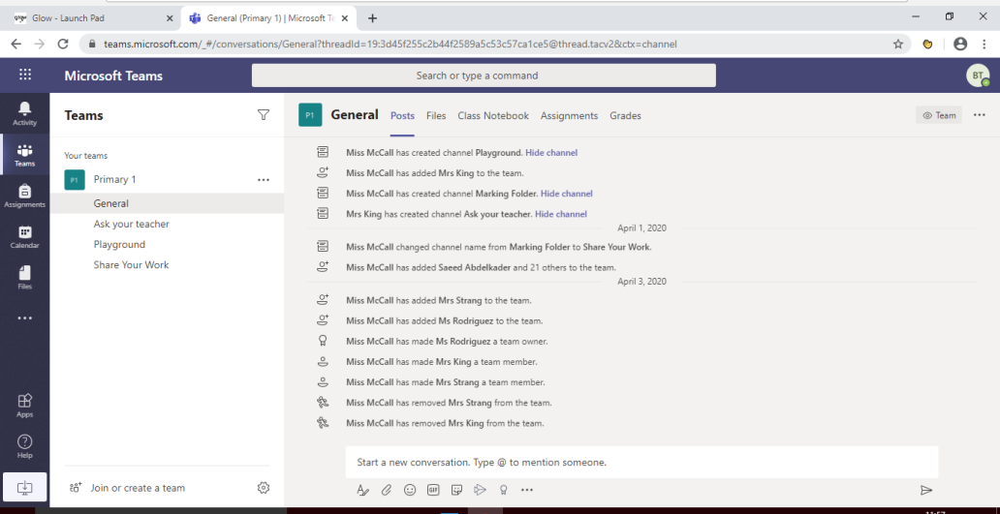 glow Glow - Launch Pad
General (Primary 1) | Microsoft Te
teams.microsoft.com/_#/conversations/General?threadId=19:3d45f255c2b44f2589a5c53c57ca1ce5@thread.tacv2&ctx=channel
Microsoft Teams
Search or type a command
BT
Activity
Teams
Assignments
Calendar
Files
Apps
Help
Teams
Your teams
P1 Primary 1
General
Ask your teacher
Playground
Share Your Work
Join or create a team
P1 General Posts Files Class Notebook Assignments Grades Team
Miss McCall has created channel Playground. Hide channel
Miss McCall has added Mrs King to the team.
Miss McCall has created channel Marking Folder. Hide channel
Mrs King has created channel Ask your teacher. Hide channel
April 1, 2020
Miss McCall changed channel name from Marking Folder to Share Your Work.
Miss McCall has added Saeed Abdelkader and 21 others to the team.
April 3, 2020
Miss McCall has added Mrs Strang to the team.
Miss McCall has added Ms Rodriguez to the team.
Miss McCall has made Ms Rodriguez a team owner.
Miss McCall has made Mrs King a team member.
Miss McCall has made Mrs Strang a team member.
Miss McCall has removed Mrs Strang from the team.
Miss McCall has removed Mrs King from the team.
Start a new conversation. Type @ to mention someone.
GIF